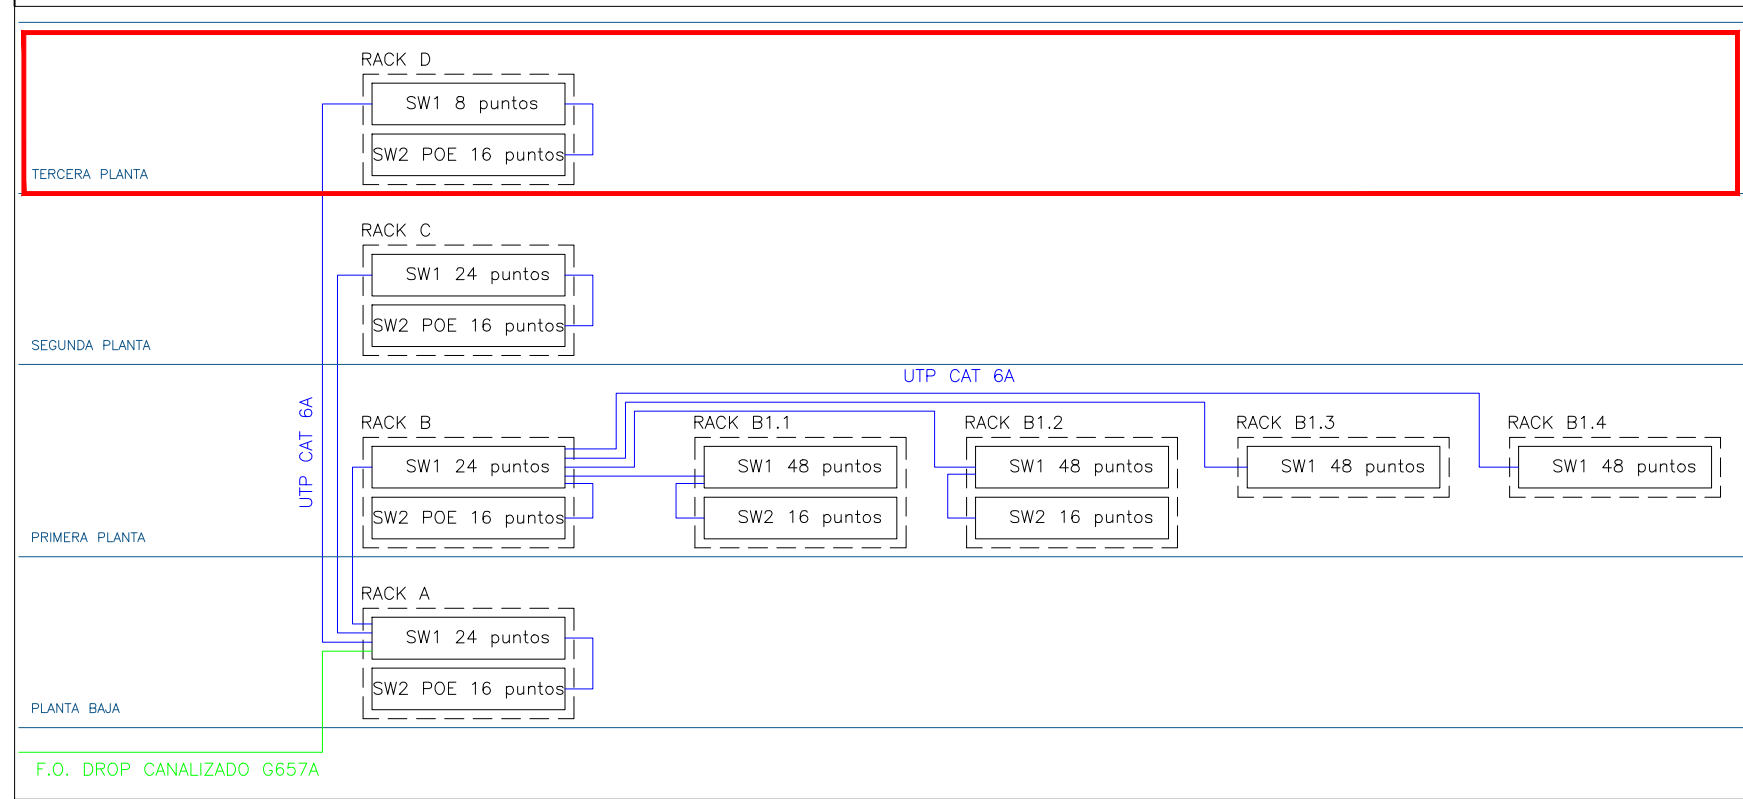 RACK D
SW1 8 puntos
SW2 POE 16 puntos
TERCERA PLANTA
RACK C
SW1 24 puntos
SW2 POE 16 puntos
SEGUNDA PLANTA
UTP CAT 6A
UTP CAT 6A
RACK B
RACK B1.1
RACK B1.2
RACK B1.3
RACK B1.4
SW1 24 puntos
SW1 48 puntos
SW1 48 puntos
SW1 48 puntos
SW1 48 puntos
SW2 POE 16 puntos
SW2 16 puntos
SW2 16 puntos
PRIMERA PLANTA
RACK A
SW1 24 puntos
SW2 POE 16 puntos
PLANTA BAJA
F.O. DROP CANALIZADO G657A